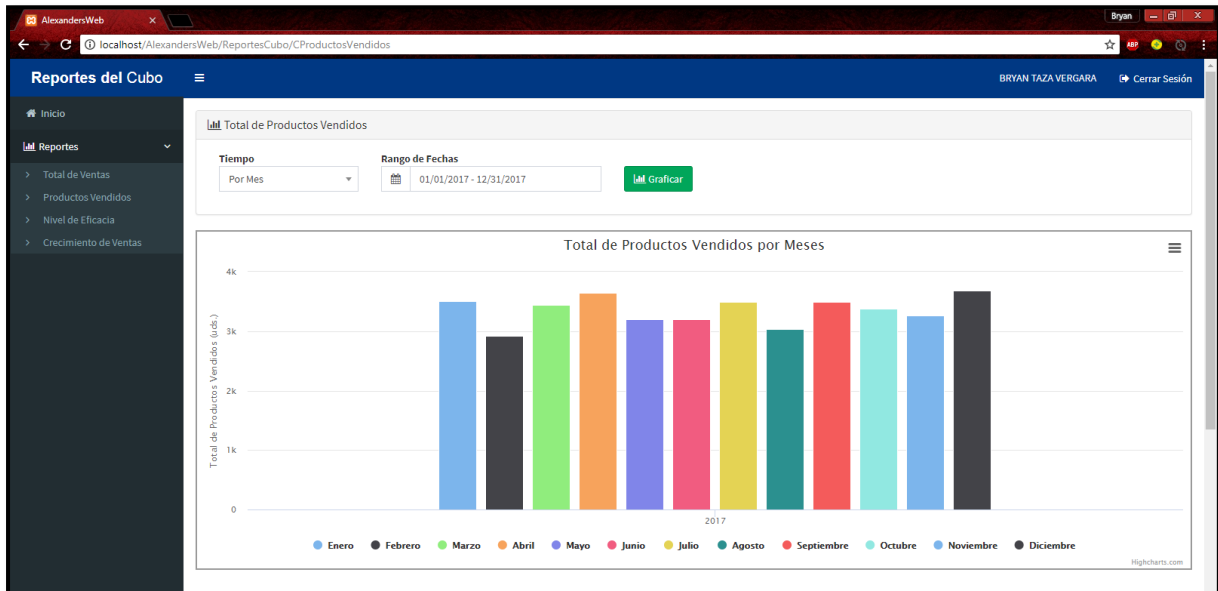 AlexandersWeb
Bryan
localhost/AlexandersWeb/ReportesCubo/CProductosVendidos
ABP
Reportes del Cubo
BRYAN TAZA VERGARA
Cerrar Sesión
Inicio
Reportes
Total de Ventas
Productos Vendidos
Nivel de Eficacia
Crecimiento de Ventas
Total de Productos Vendidos
Tiempo
Rango de Fechas
Por Mes
01/01/2017 - 12/31/2017
Graficar
Total de Productos Vendidos por Meses
Total de Productos Vendidos (uds.)
4k
3k
2k
1k
0
2017
Enero Febrero Marzo Abril Mayo Junio Julio Agosto Septiembre Octubre Noviembre Diciembre
Highcharts.com